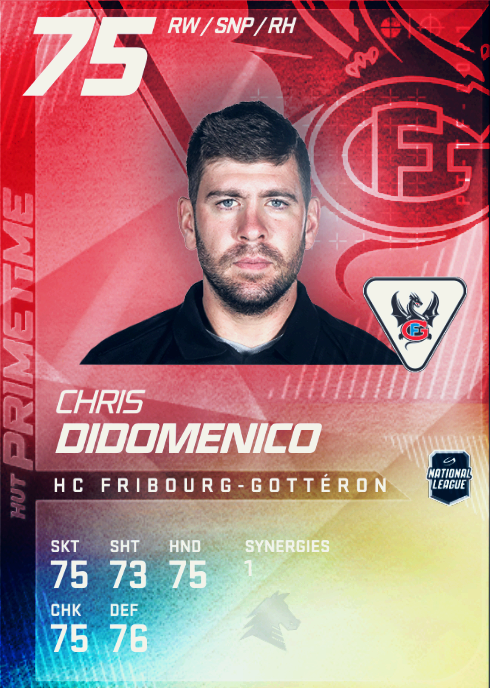 75
RW / SNP / RH
HUT PRIMETIME
FG
CHRIS
DIDOMENICO
HC FRIBOURG-GOTTÉRON
NATIONAL
LEAGUE
SKT SHT HND SYNERGIES
75 73 75 1
CHK DEF
75 76